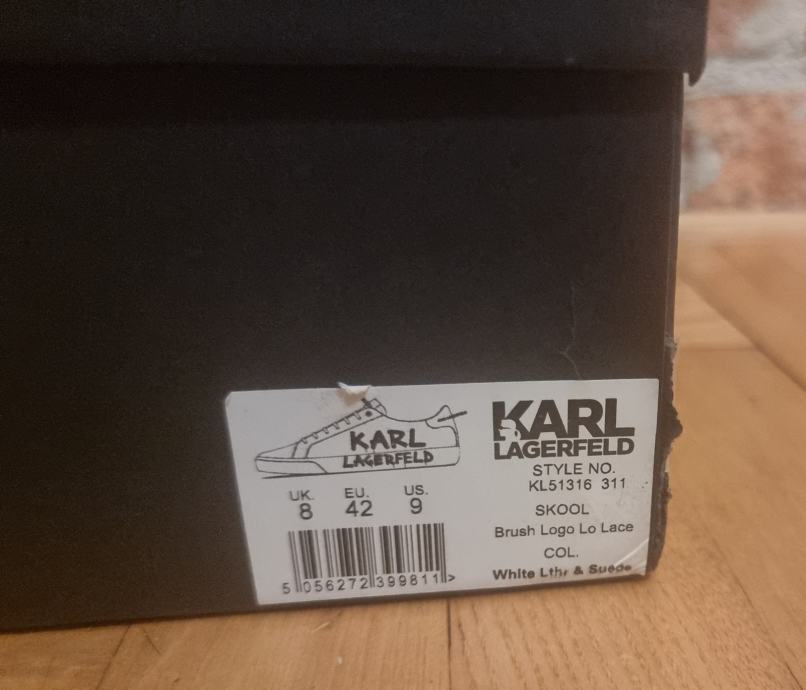 KARL
LAGERFELD
UK. EU. US.
8 42 9
5 056272 399811 >
KARL
LAGERFELD
STYLE NO.
KL51316 311
SKOOL
Brush Logo Lo Lace
COL.
White Lthr & Suede